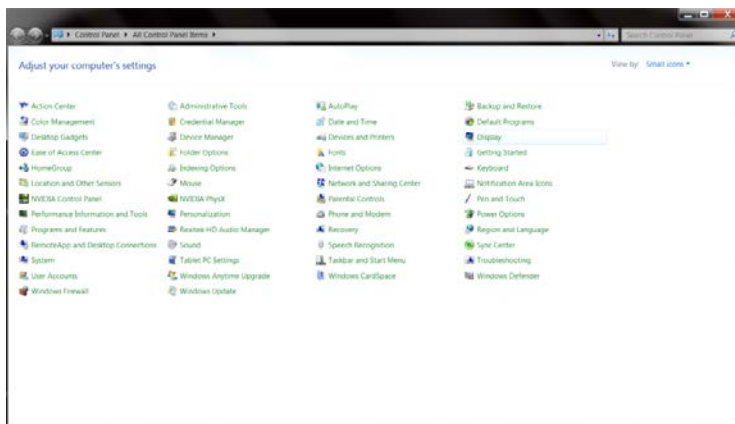 Control Panel All Control Panel Items
Search Control Panel
Adjust your computer's settings
View by: Small icons
Action Center Administrative Tools AutoPlay Backup and Restore
Color Management Credential Manager Date and Time Default Programs
Desktop Gadgets Device Manager Devices and Printers Display
Ease of Access Center Folder Options Fonts Getting Started
HomeGroup Indexing Options Internet Options Keyboard
Location and Other Sensors Mouse Network and Sharing Center Notification Area Icons
NVIDIA Control Panel NVIDIA PhysX Parental Controls Pen and Touch
Performance Information and Tools Personalization Phone and Modem Power Options
Programs and Features Realtek HD Audio Manager Recovery Region and Language
RemoteApp and Desktop Connections Sound Speech Recognition Sync Center
System Tablet PC Settings Taskbar and Start Menu Troubleshooting
User Accounts Windows Anytime Upgrade Windows CardSpace Windows Defender
Windows Firewall Windows Update